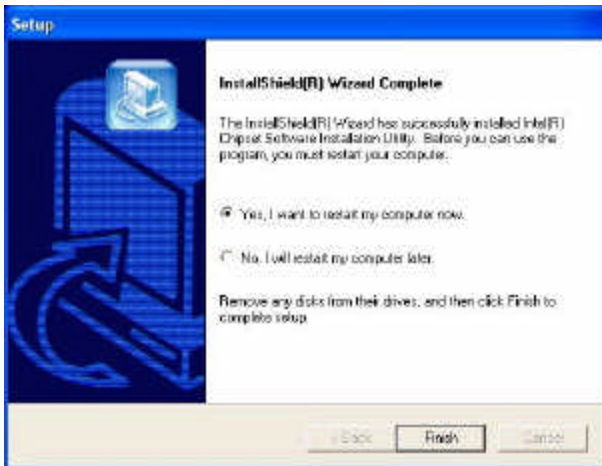 Setup
InstallShield(R) Wizard Complete
The InstallShield(R) Wizard has successfully installed Intel(R)
Chipset Software Installation Utility. Before you can use the
program, you must restart your computer.
Yes, I want to restart my computer now.
No, I will restart my computer later.
Remove any disks from their drives, and then click Finish to
complete setup.
< Back
Finish
Cancel